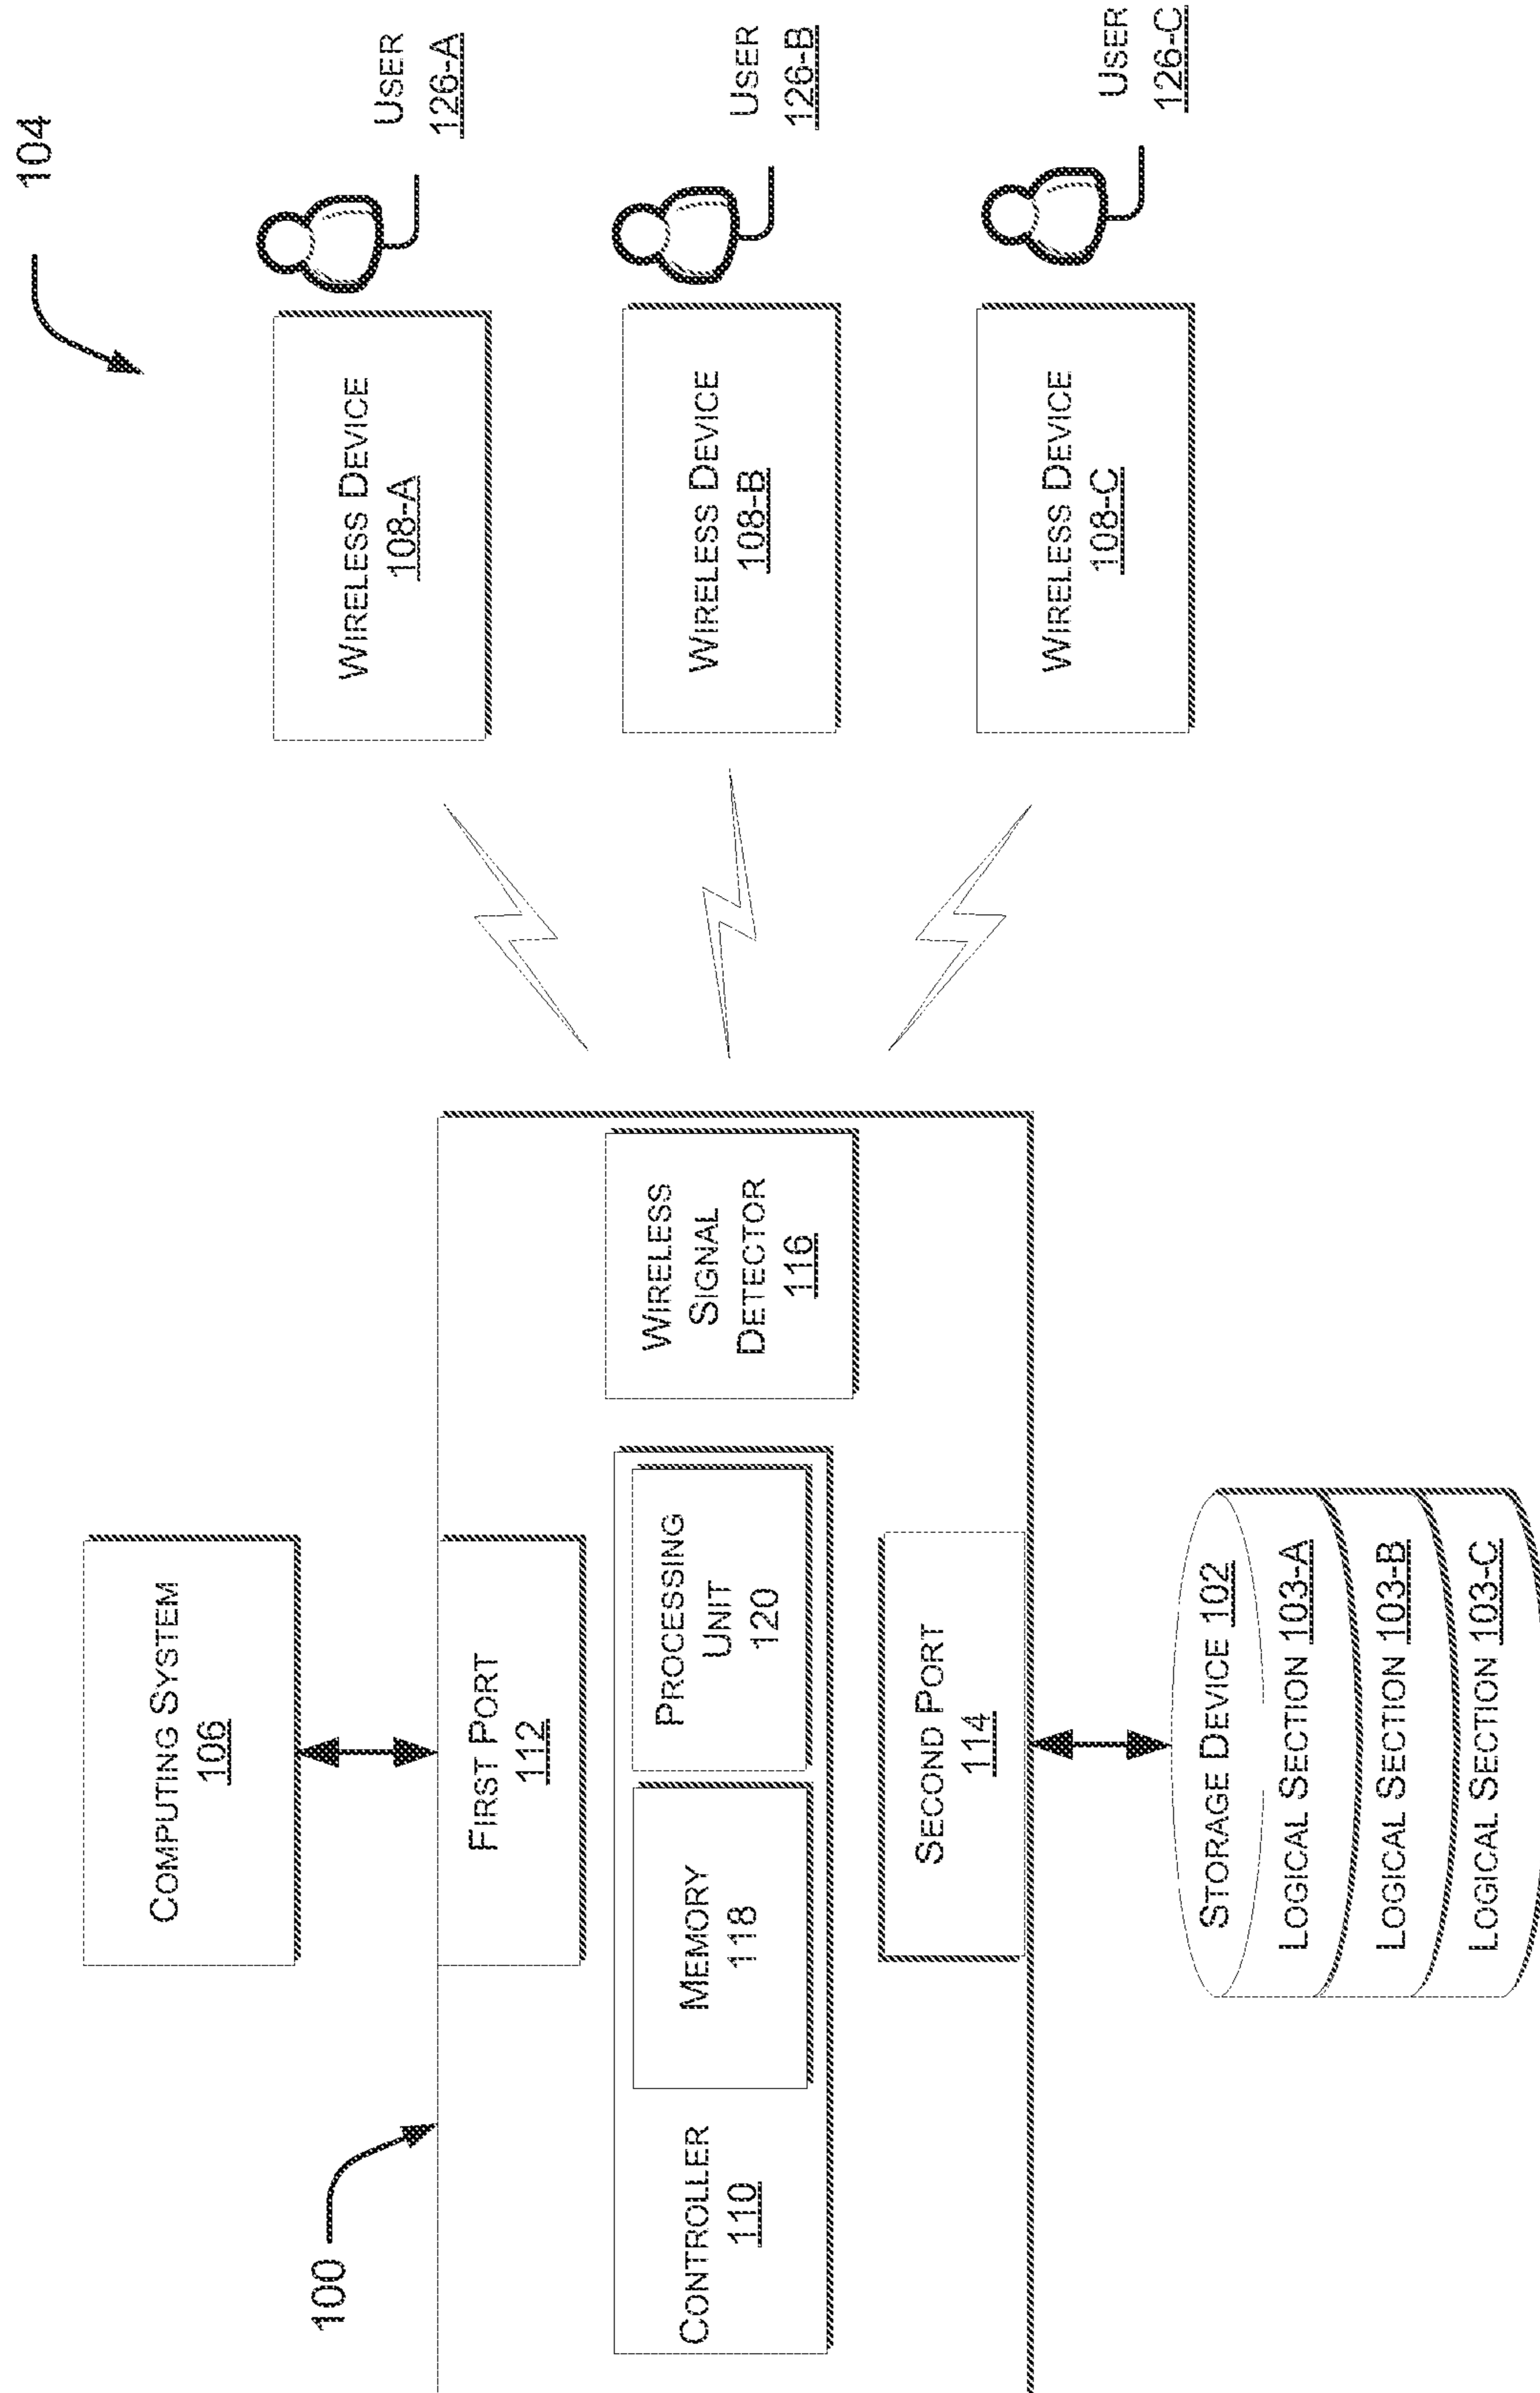 104
100
COMPUTING SYSTEM
106
FIRST PORT
112
CONTROLLER
110
MEMORY
118
PROCESSING
UNIT
120
WIRELESS
SIGNAL
DETECTOR
116
SECOND PORT
114
STORAGE DEVICE 102
LOGICAL SECTION 103-A
LOGICAL SECTION 103-B
LOGICAL SECTION 103-C
WIRELESS DEVICE
108-A
USER
126-A
WIRELESS DEVICE
108-B
USER
126-B
WIRELESS DEVICE
108-C
USER
126-C